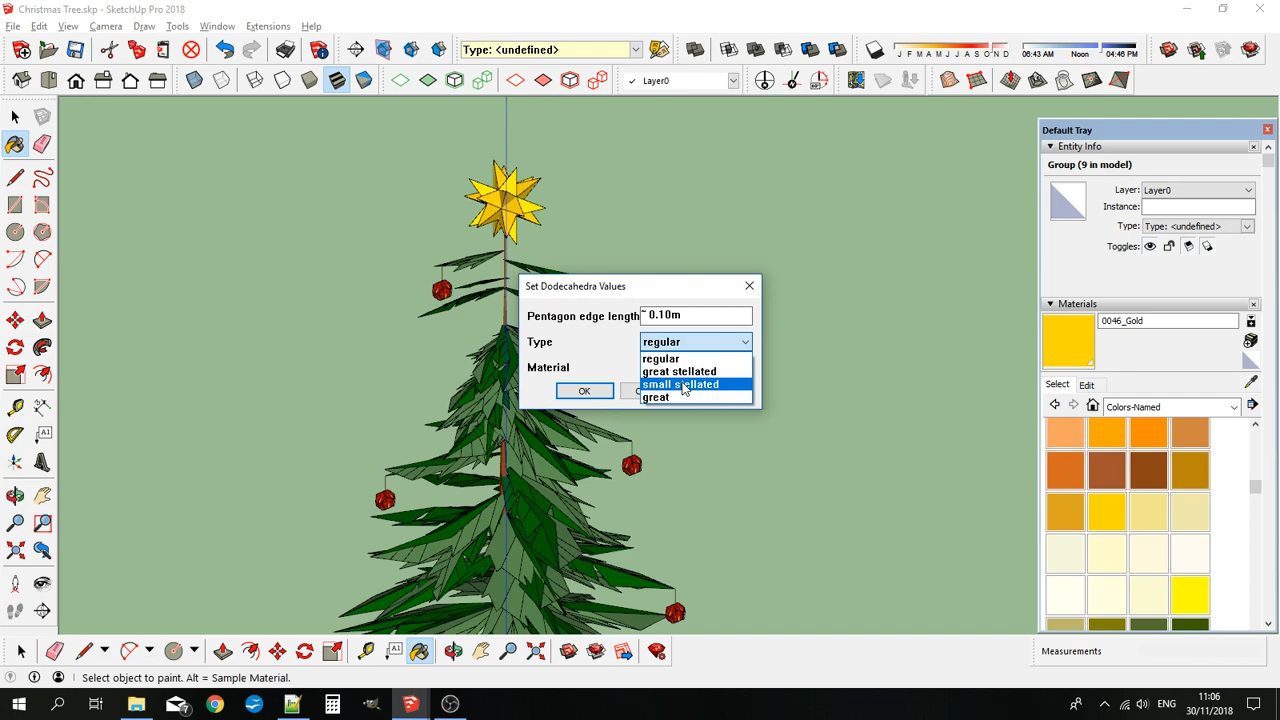 Christmas Tree.skp - SketchUp Pro 2018
File Edit View Camera Draw Tools Window Extensions Help
Type: <undefined>
J F M A M J J A S O N D
06:43 AM Noon 04:46 PM
Layer0
Default Tray
Entity Info
Group (9 in model)
Layer: Layer0
Instance:
Type: Type: <undefined>
Toggles:
Materials
0046_Gold
Select Edit
Colors-Named
Set Dodecahedra Values
Pentagon edge length ~ 0.10m
Type regular
regular
great stellated
small stellated
great
Material
OK
Measurements
Select object to paint. Alt = Sample Material.
ENG
11:06
30/11/2018